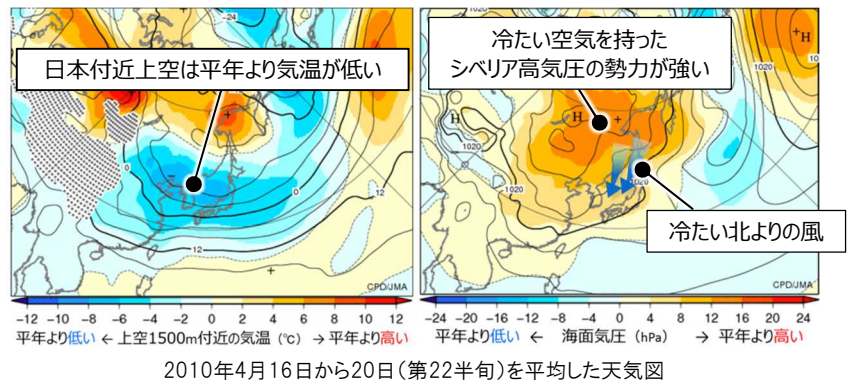 -24
日本付近上空は平年より気温が低い
0
0
12
12
CPD/JMA
-12 -10 -8 -6 -4 -2 0 2 4 6 8 10 12
平年より低い ← 上空1500m付近の気温（℃） → 平年より高い
1020
冷たい空気を持った
シベリア高気圧の勢力が強い
H
10
1020
H
H
1020
1020
1020
冷たい北よりの風
CPD/JMA
-24 -20 -16 -12 -8 -4 0 4 8 12 16 20 24
平年より低い ← 海面気圧（hPa） → 平年より高い
2010年4月16日から20日（第22半旬）を平均した天気図